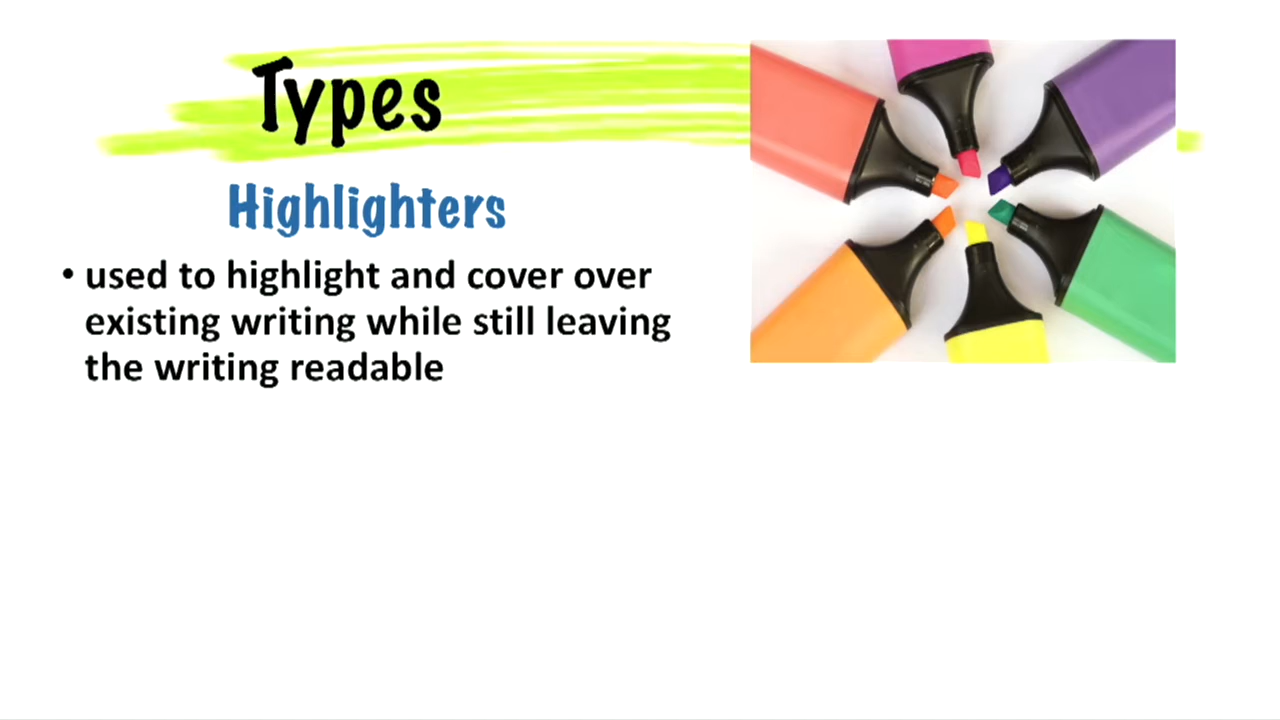 Types
Highlighters
• used to highlight and cover over
existing writing while still leaving
the writing readable